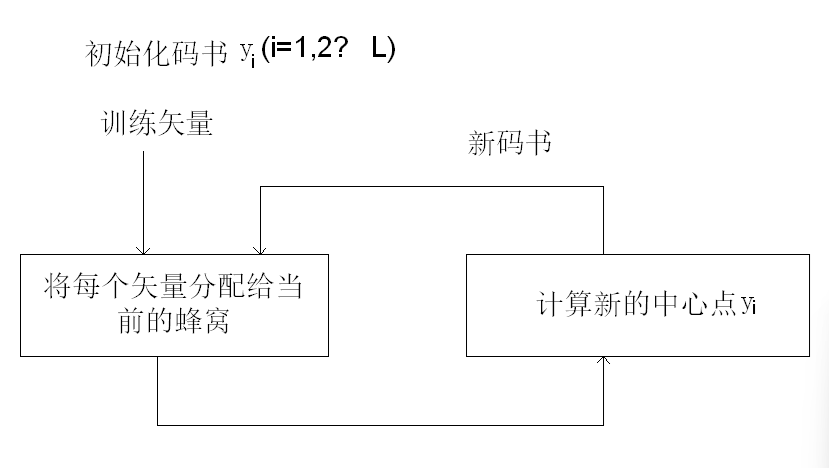 初始化码书 yi(i=1,2? L)
训练矢量
新码书
将每个矢量分配给当
前的蜂窝
计算新的中心点yi